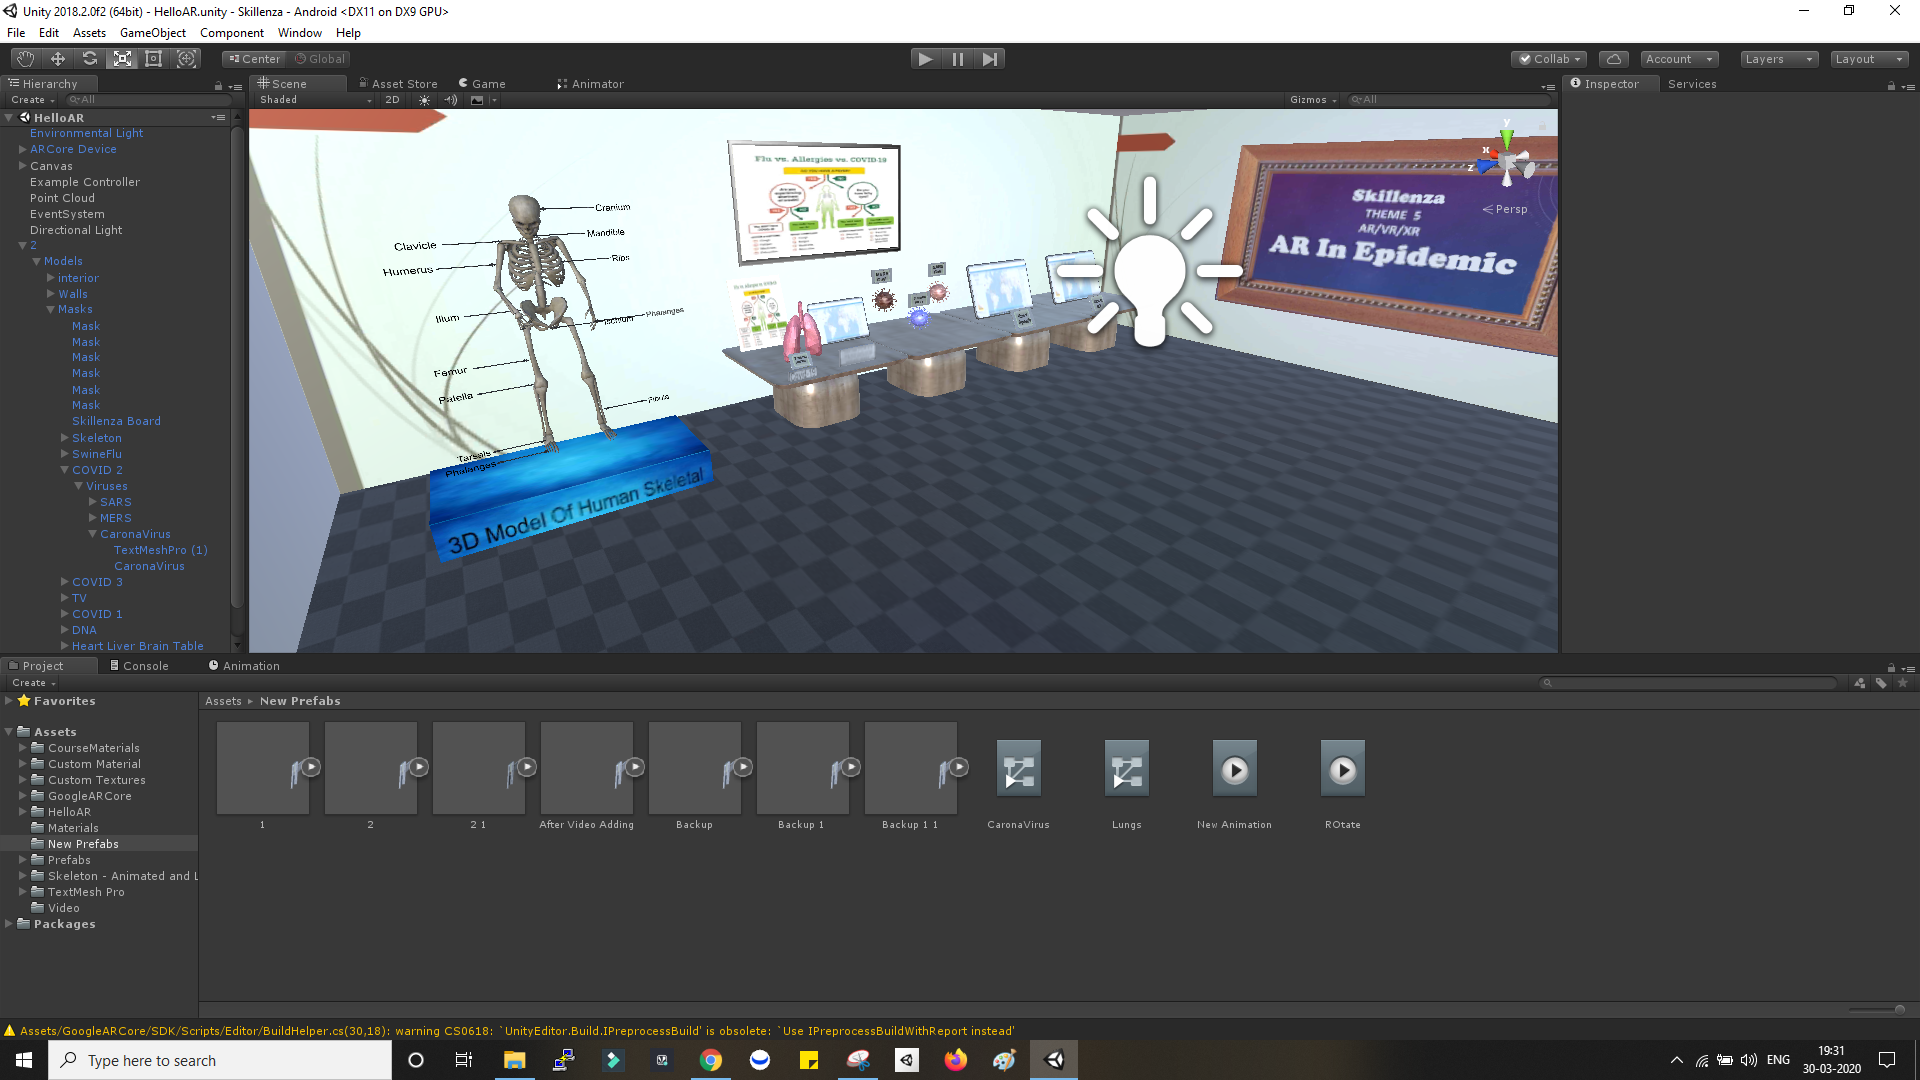 Unity 2018.2.0f2 (64bit) - HelloAR.unity - Skillenza - Android <DX11 on DX9 GPU>
File Edit Assets GameObject Component Window Help
Center Global
Collab Account Layers Layout
Hierarchy
Create All
HelloAR
Environmental Light
ARCore Device
Canvas
Example Controller
Point Cloud
EventSystem
Directional Light
2
Models
interior
Walls
Masks
Mask
Mask
Mask
Mask
Mask
Mask
Skillenza Board
Skeleton
SwineFlu
COVID 2
Viruses
SARS
MERS
CaronaVirus
TextMeshPro (1)
CaronaVirus
COVID 3
TV
COVID 1
DNA
Heart Liver Brain Table
Scene Asset Store Game Animator
Shaded 2D Gizmos All
Cranium
Mandible
Clavicle
Ribs
Humerus
Illum
Ischium
Phalanges
Femur
Patella
Fibula
Tarsals
Phalanges
3D Model Of Human Skeletal
Flu vs. Allergies vs. COVID-19
Skillenza
THEME 5
AR/VR/XR
AR In Epidemic
y
x
z
Persp
Inspector Services
Project Console Animation
Create
Favorites
Assets
CourseMaterials
Custom Material
Custom Textures
GoogleARCore
HelloAR
Materials
New Prefabs
Prefabs
Skeleton - Animated and L
TextMesh Pro
Video
Packages
Assets New Prefabs
1 2 2 1 After Video Adding Backup Backup 1 Backup 1 1 CaronaVirus Lungs New Animation ROtate
Assets/GoogleARCore/SDK/Scripts/Editor/BuildHelper.cs(30,18): warning CS0618: `UnityEditor.Build.IPreprocessBuild' is obsolete: `Use IPreprocessBuildWithReport instead'
Type here to search
ENG
19:31
30-03-2020